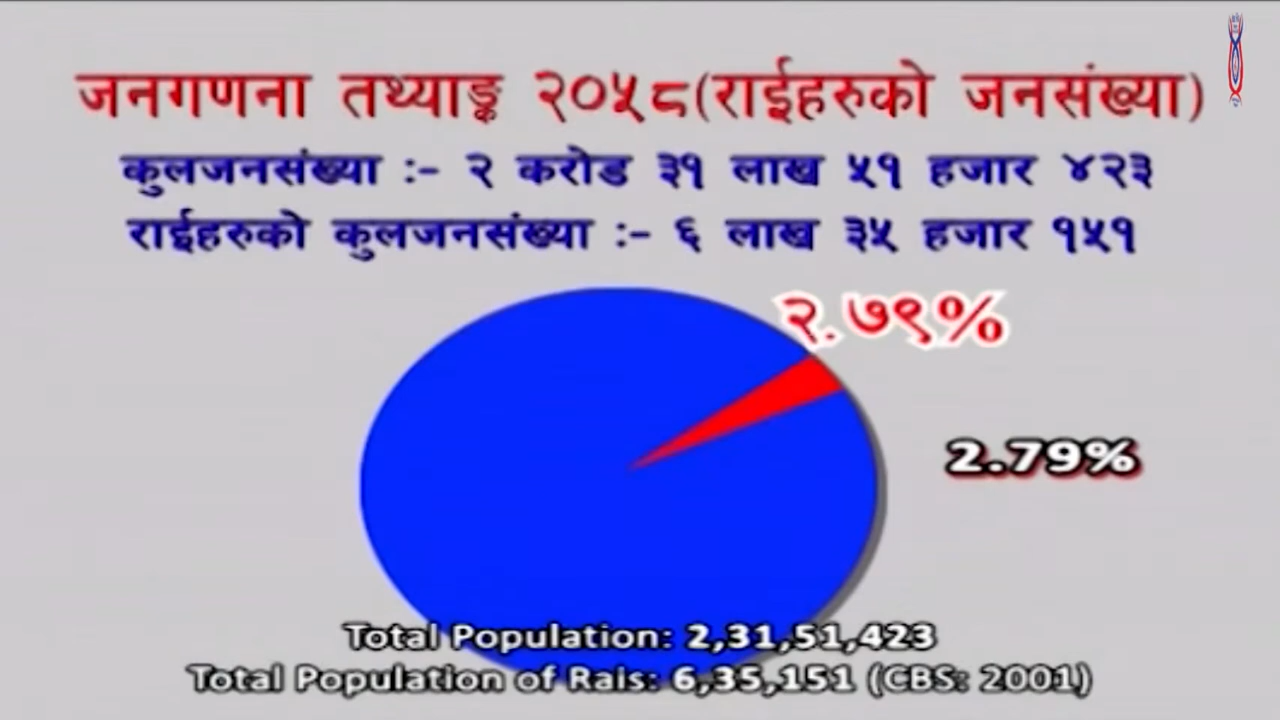 जनगणना तथ्याङ्क २०५८(राईहरुको जनसंख्या)
कुलजनसंख्या :- २ करोड ३१ लाख ५१ हजार ४२३
राईहरुको कुलजनसंख्या :- ६ लाख ३५ हजार १५१
२.७९%
2.79%
Total Population: 2,31,51,423
Total Population of Rais: 6,35,151 (CBS: 2001)